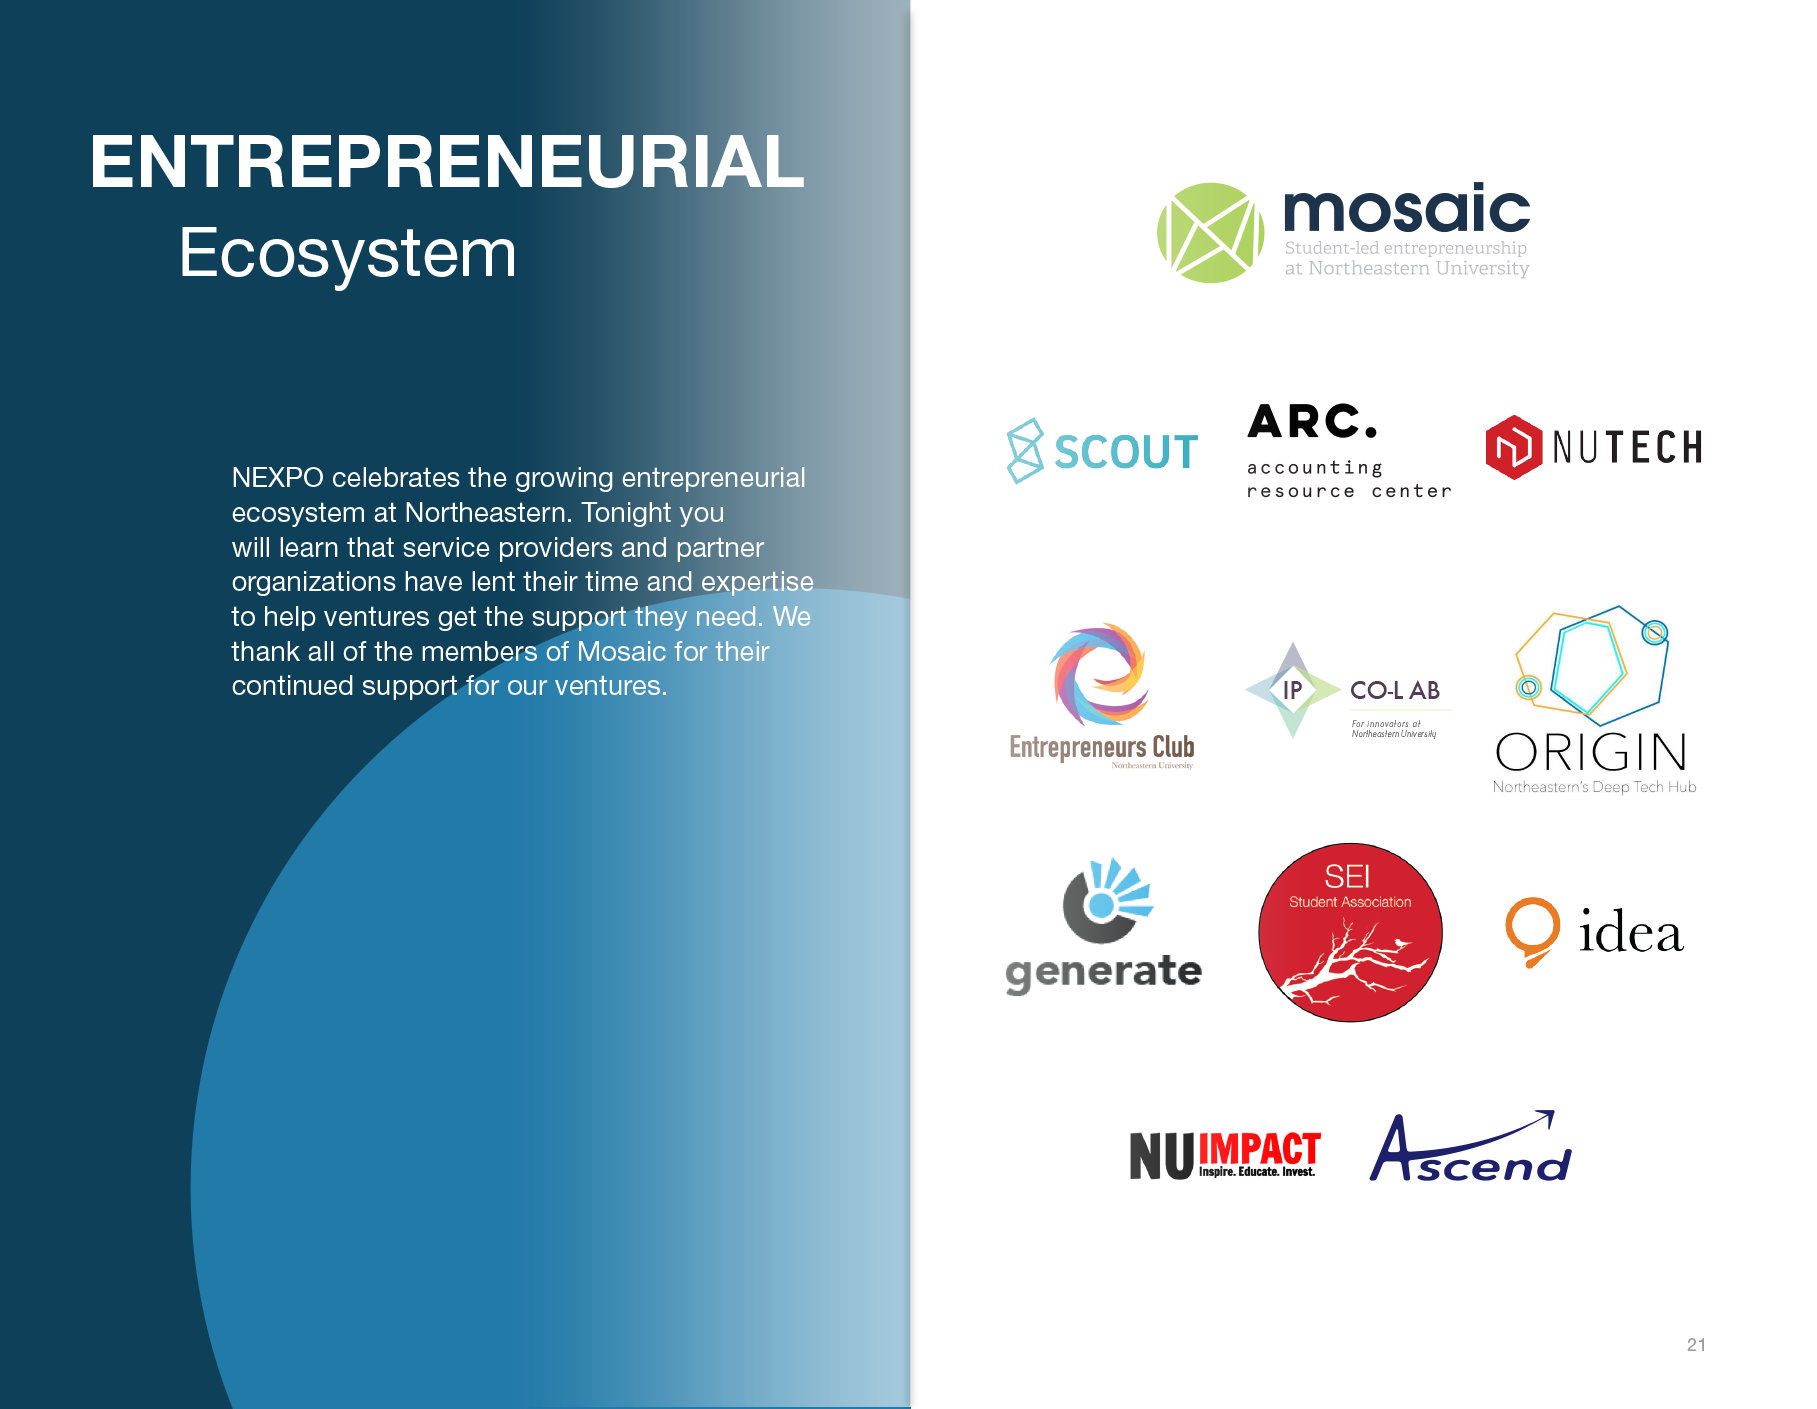 ENTREPRENEURIAL
Ecosystem
NEXPO celebrates the growing entrepreneurial
ecosystem at Northeastern. Tonight you
will learn that service providers and partner
organizations have lent their time and expertise
to help ventures get the support they need. We
thank all of the members of Mosaic for their
continued support for our ventures.
mosaic
Student-led entrepreneurship
at Northeastern University
SCOUT
ARC.
accounting
resource center
NUTECH
Entrepreneurs Club
Northeastern University
IP
CO-L AB
For innovators at
Northeastern University
ORIGIN
Northeastern's Deep Tech Hub
generate
SEI
Student Association
idea
NU IMPACT
Inspire. Educate. Invest.
Ascend
21